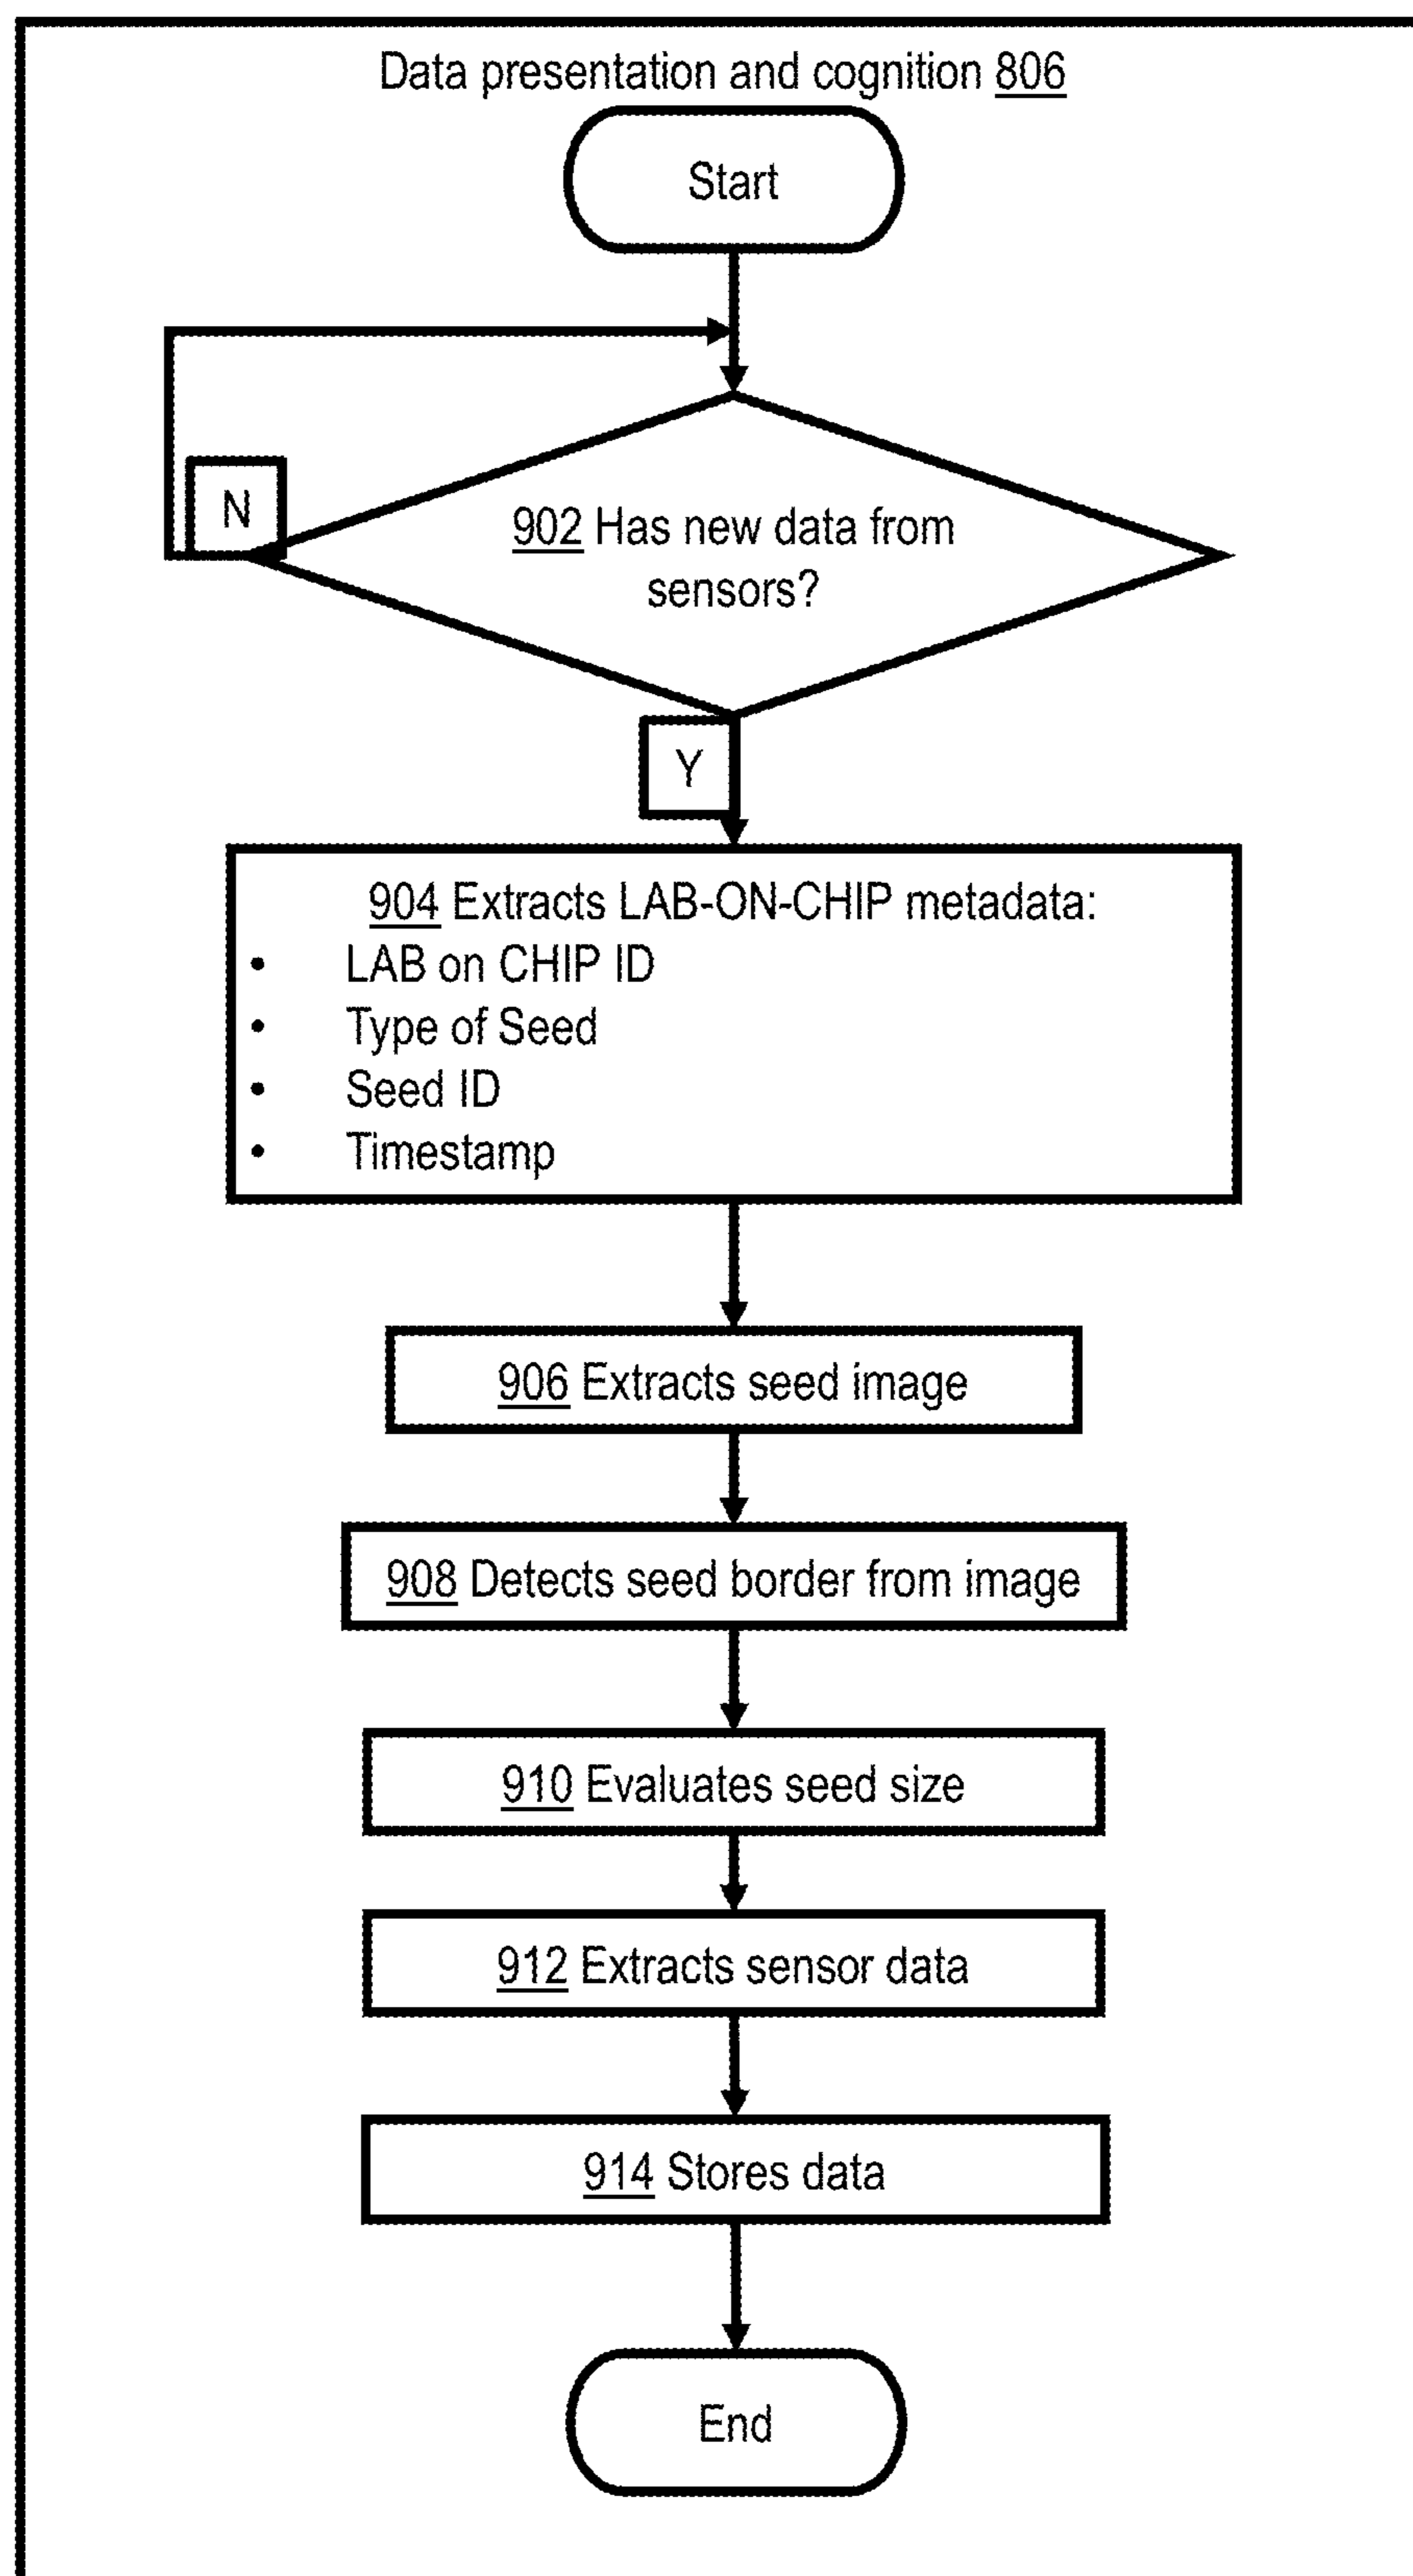 Data presentation and cognition 806
Start
902 Has new data from
sensors?
N
Y
904 Extracts LAB-ON-CHIP metadata:
• LAB on CHIP ID
• Type of Seed
• Seed ID
• Timestamp
906 Extracts seed image
908 Detects seed border from image
910 Evaluates seed size
912 Extracts sensor data
914 Stores data
End